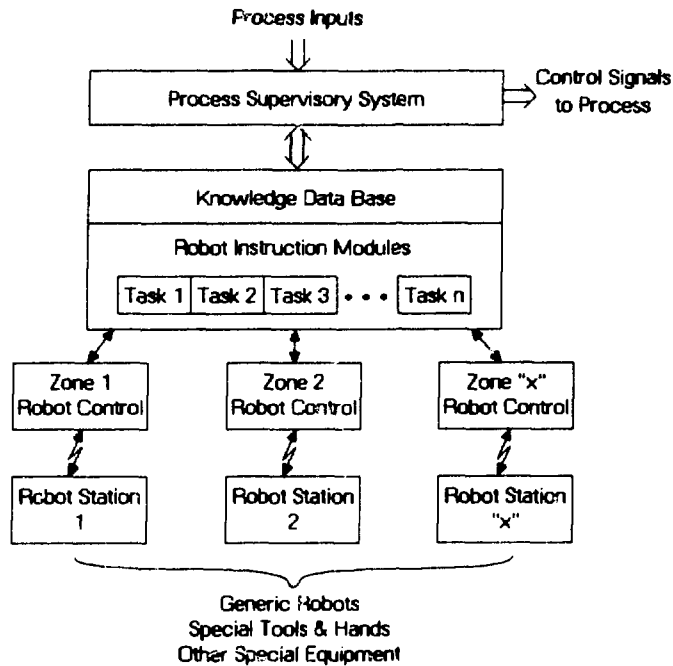 Process Inputs
Process Supervisory System
Control Signals
to Process
Knowledge Data Base
Robot Instruction Modules
Task 1 Task 2 Task 3 • • • Task n
Zone 1
Robot Control
Zone 2
Robot Control
Zone "x"
Robot Control
Robot Station
1
Robot Station
2
Robot Station
"x"
Generic Robots
Special Tools & Hands
Other Special Equipment